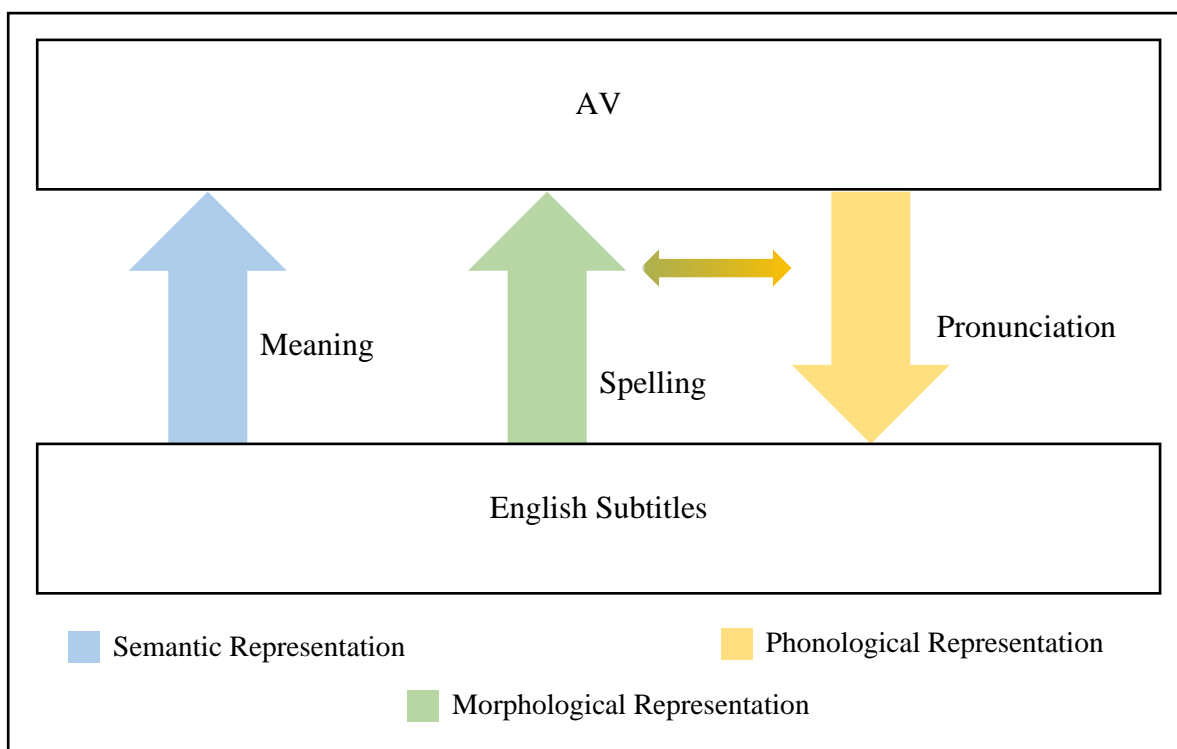 AV
Meaning
Spelling
Pronunciation
English Subtitles
Semantic Representation
Phonological Representation
Morphological Representation